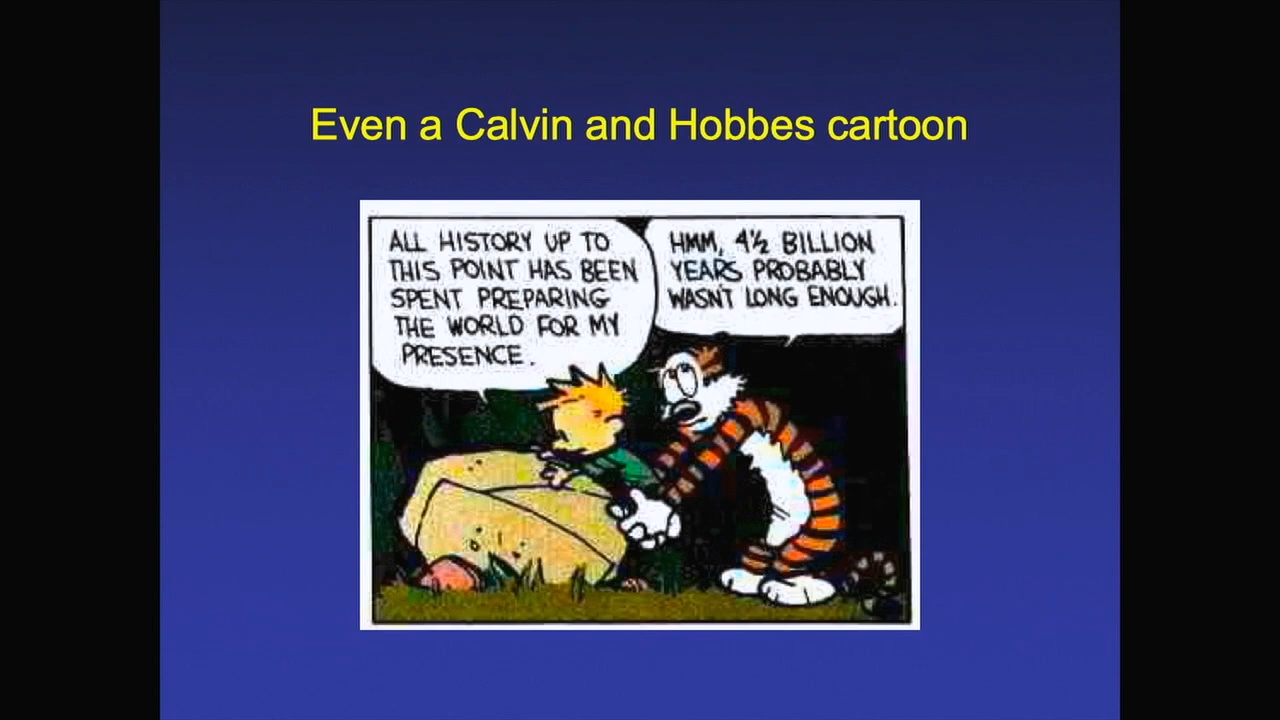 Even a Calvin and Hobbes cartoon
ALL HISTORY UP TO
THIS POINT HAS BEEN
SPENT PREPARING
THE WORLD FOR MY
PRESENCE.
HMM, 4½ BILLION
YEARS PROBABLY
WASN'T LONG ENOUGH.